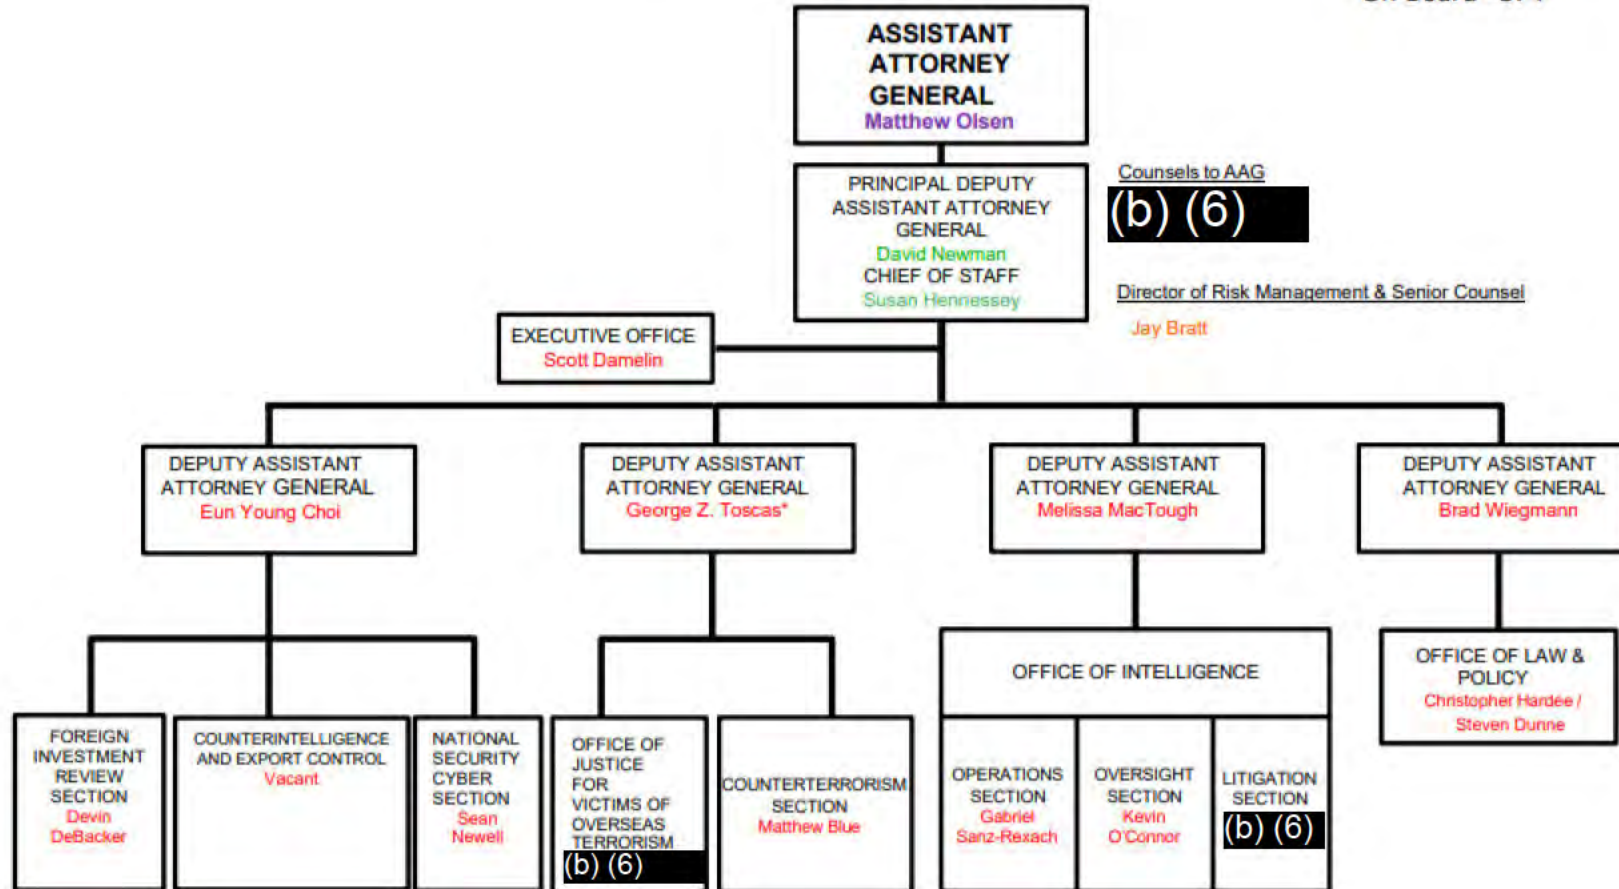 ASSISTANT
ATTORNEY
GENERAL
Matthew Olsen
PRINCIPAL DEPUTY
ASSISTANT ATTORNEY
GENERAL
David Newman
CHIEF OF STAFF
Susan Hennessey
Counsels to AAG
(b) (6)
Director of Risk Management & Senior Counsel
Jay Bratt
EXECUTIVE OFFICE
Scott Damelin
DEPUTY ASSISTANT
ATTORNEY GENERAL
Eun Young Choi
DEPUTY ASSISTANT
ATTORNEY GENERAL
George Z. Toscas*
DEPUTY ASSISTANT
ATTORNEY GENERAL
Melissa MacTough
DEPUTY ASSISTANT
ATTORNEY GENERAL
Brad Wiegmann
FOREIGN
INVESTMENT
REVIEW
SECTION
Devin
DeBacker
COUNTERINTELLIGENCE
AND EXPORT CONTROL
Vacant
NATIONAL
SECURITY
CYBER
SECTION
Sean
Newell
OFFICE OF
JUSTICE
FOR
VICTIMS OF
OVERSEAS
TERRORISM
(b) (6)
COUNTERTERRORISM
SECTION
Matthew Blue
OFFICE OF INTELLIGENCE
OPERATIONS
SECTION
Gabriel
Sanz-Rexach
OVERSIGHT
SECTION
Kevin
O'Connor
LITIGATION
SECTION
(b) (6)
OFFICE OF LAW &
POLICY
Christopher Hardee /
Steven Dunne